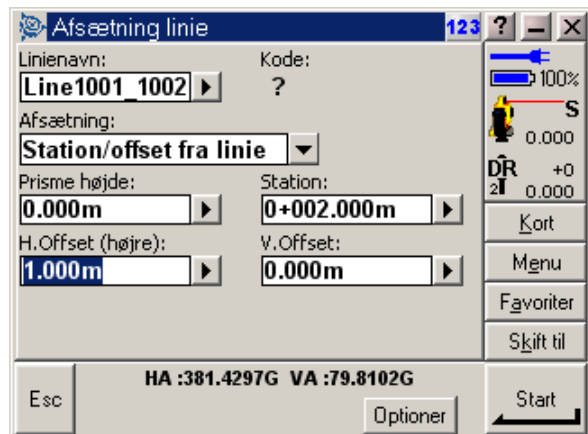 Afsætning linie 123 ?
Linienavn: Kode:
Line1001_1002 ?
Afsætning:
Station/offset fra linie
Prisme højde: Station:
0.000m 0+002.000m
H.Offset (højre): V.Offset:
1.000m 0.000m
100%
S
0.000
DR +0
2 0.000
Kort
Menu
Favoriter
Skift til
HA :381.4297G VA :79.8102G
Esc
Optioner
Start